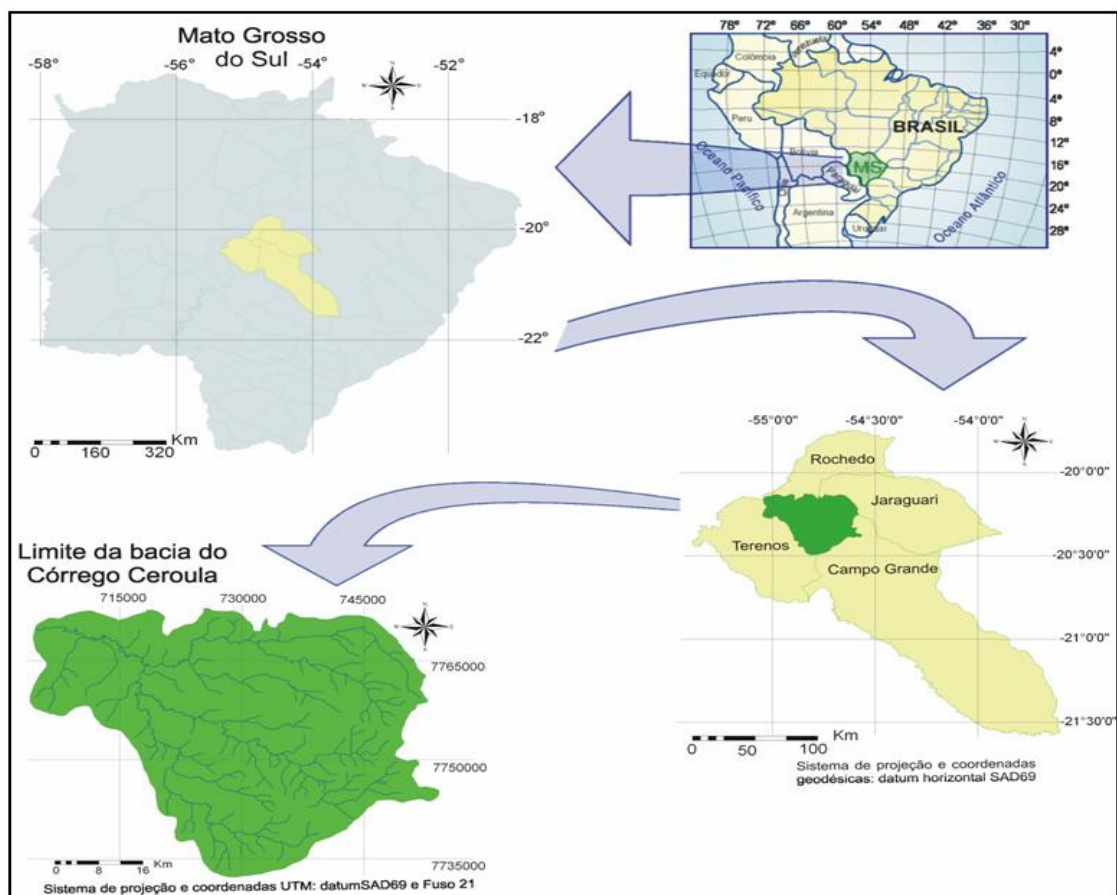 Mato Grosso
do Sul
-58°
-56°
-54°
-52°
-18°
-20°
-22°
Km
0 160 320
78° 72° 66° 60° 54° 48° 42° 36° 30°
4°
0°
4°
8°
12°
16°
20°
24°
28°
Venezuela
Colômbia
Equador
Peru
BRASIL
Bolívia
MS
Paraguai
Chile
Argentina
Uruguai
Oceano Pacífico
Oceano Atlântico
-55°0'0" -54°30'0" -54°0'0"
-20°0'0"
-20°30'0"
-21°0'0"
-21°30'0"
Rochedo
Jaraguari
Terenos
Campo Grande
Km
0 50 100
Sistema de projeção e coordenadas
geodésicas: datum horizontal SAD69
Limite da bacia do
Córrego Ceroula
715000 730000 745000
7765000
7750000
7735000
Km
0 8 16
Sistema de projeção e coordenadas UTM: datumSAD69 e Fuso 21